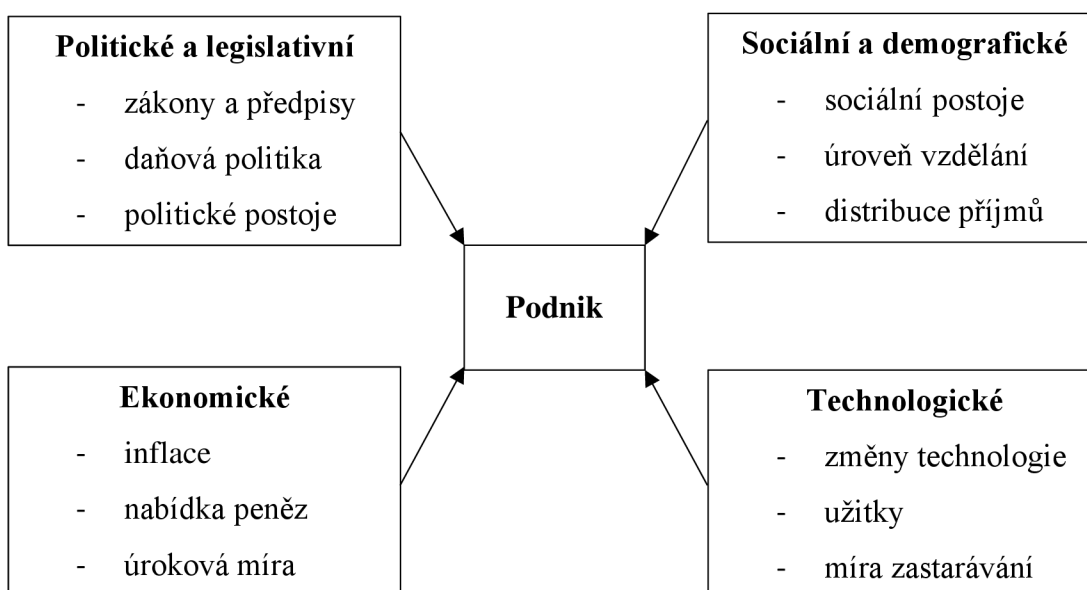 Politické a legislativní
- zákony a předpisy
- daňová politika
- politické postoje
Sociální a demografické
- sociální postoje
- úroveň vzdělání
- distribuce příjmů
Podnik
Ekonomické
- inflace
- nabídka peněz
- úroková míra
Technologické
- změny technologie
- užitky
- míra zastarávání